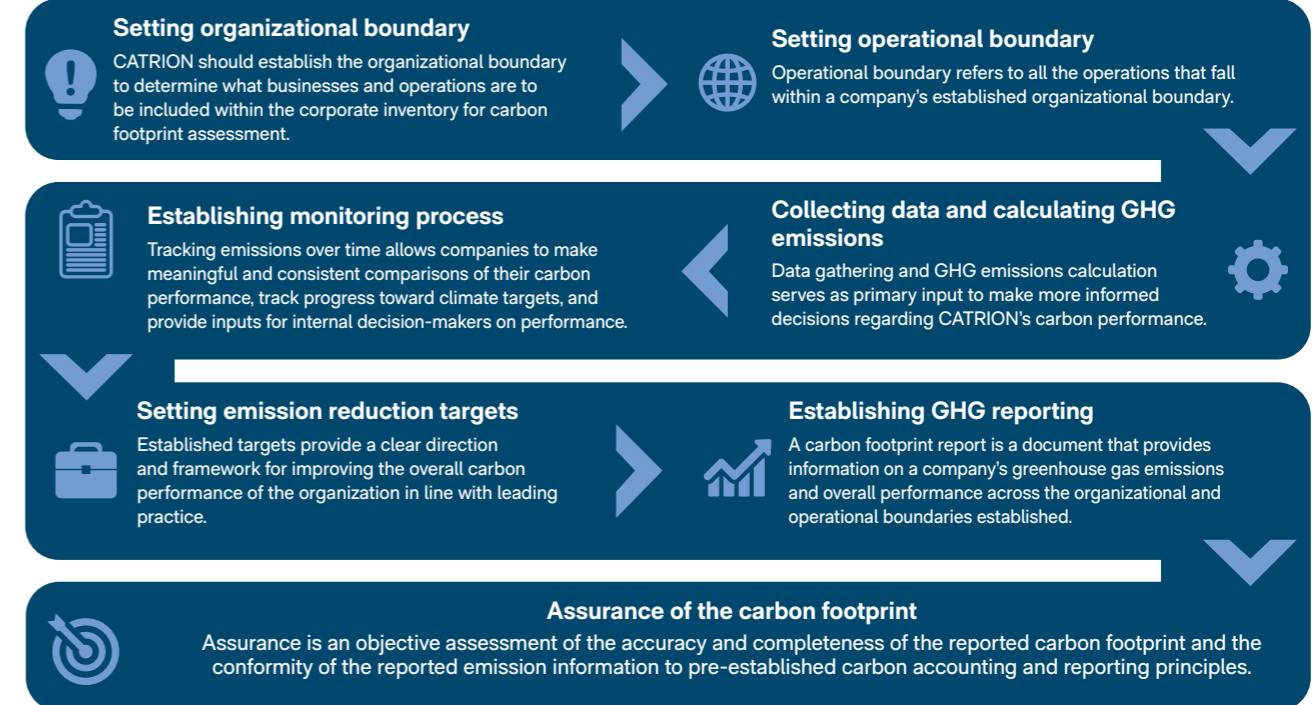 Setting organizational boundary
CATRION should establish the organizational boundary
to determine what businesses and operations are to
be included within the corporate inventory for carbon
footprint assessment.
Setting operational boundary
Operational boundary refers to all the operations that fall
within a company's established organizational boundary.
Collecting data and calculating GHG
emissions
Data gathering and GHG emissions calculation
serves as primary input to make more informed
decisions regarding CATRION's carbon performance.
Establishing monitoring process
Tracking emissions over time allows companies to make
meaningful and consistent comparisons of their carbon
performance, track progress toward climate targets, and
provide inputs for internal decision-makers on performance.
Setting emission reduction targets
Established targets provide a clear direction
and framework for improving the overall carbon
performance of the organization in line with leading
practice.
Establishing GHG reporting
A carbon footprint report is a document that provides
information on a company's greenhouse gas emissions
and overall performance across the organizational and
operational boundaries established.
Assurance of the carbon footprint
Assurance is an objective assessment of the accuracy and completeness of the reported carbon footprint and the
conformity of the reported emission information to pre-established carbon accounting and reporting principles.